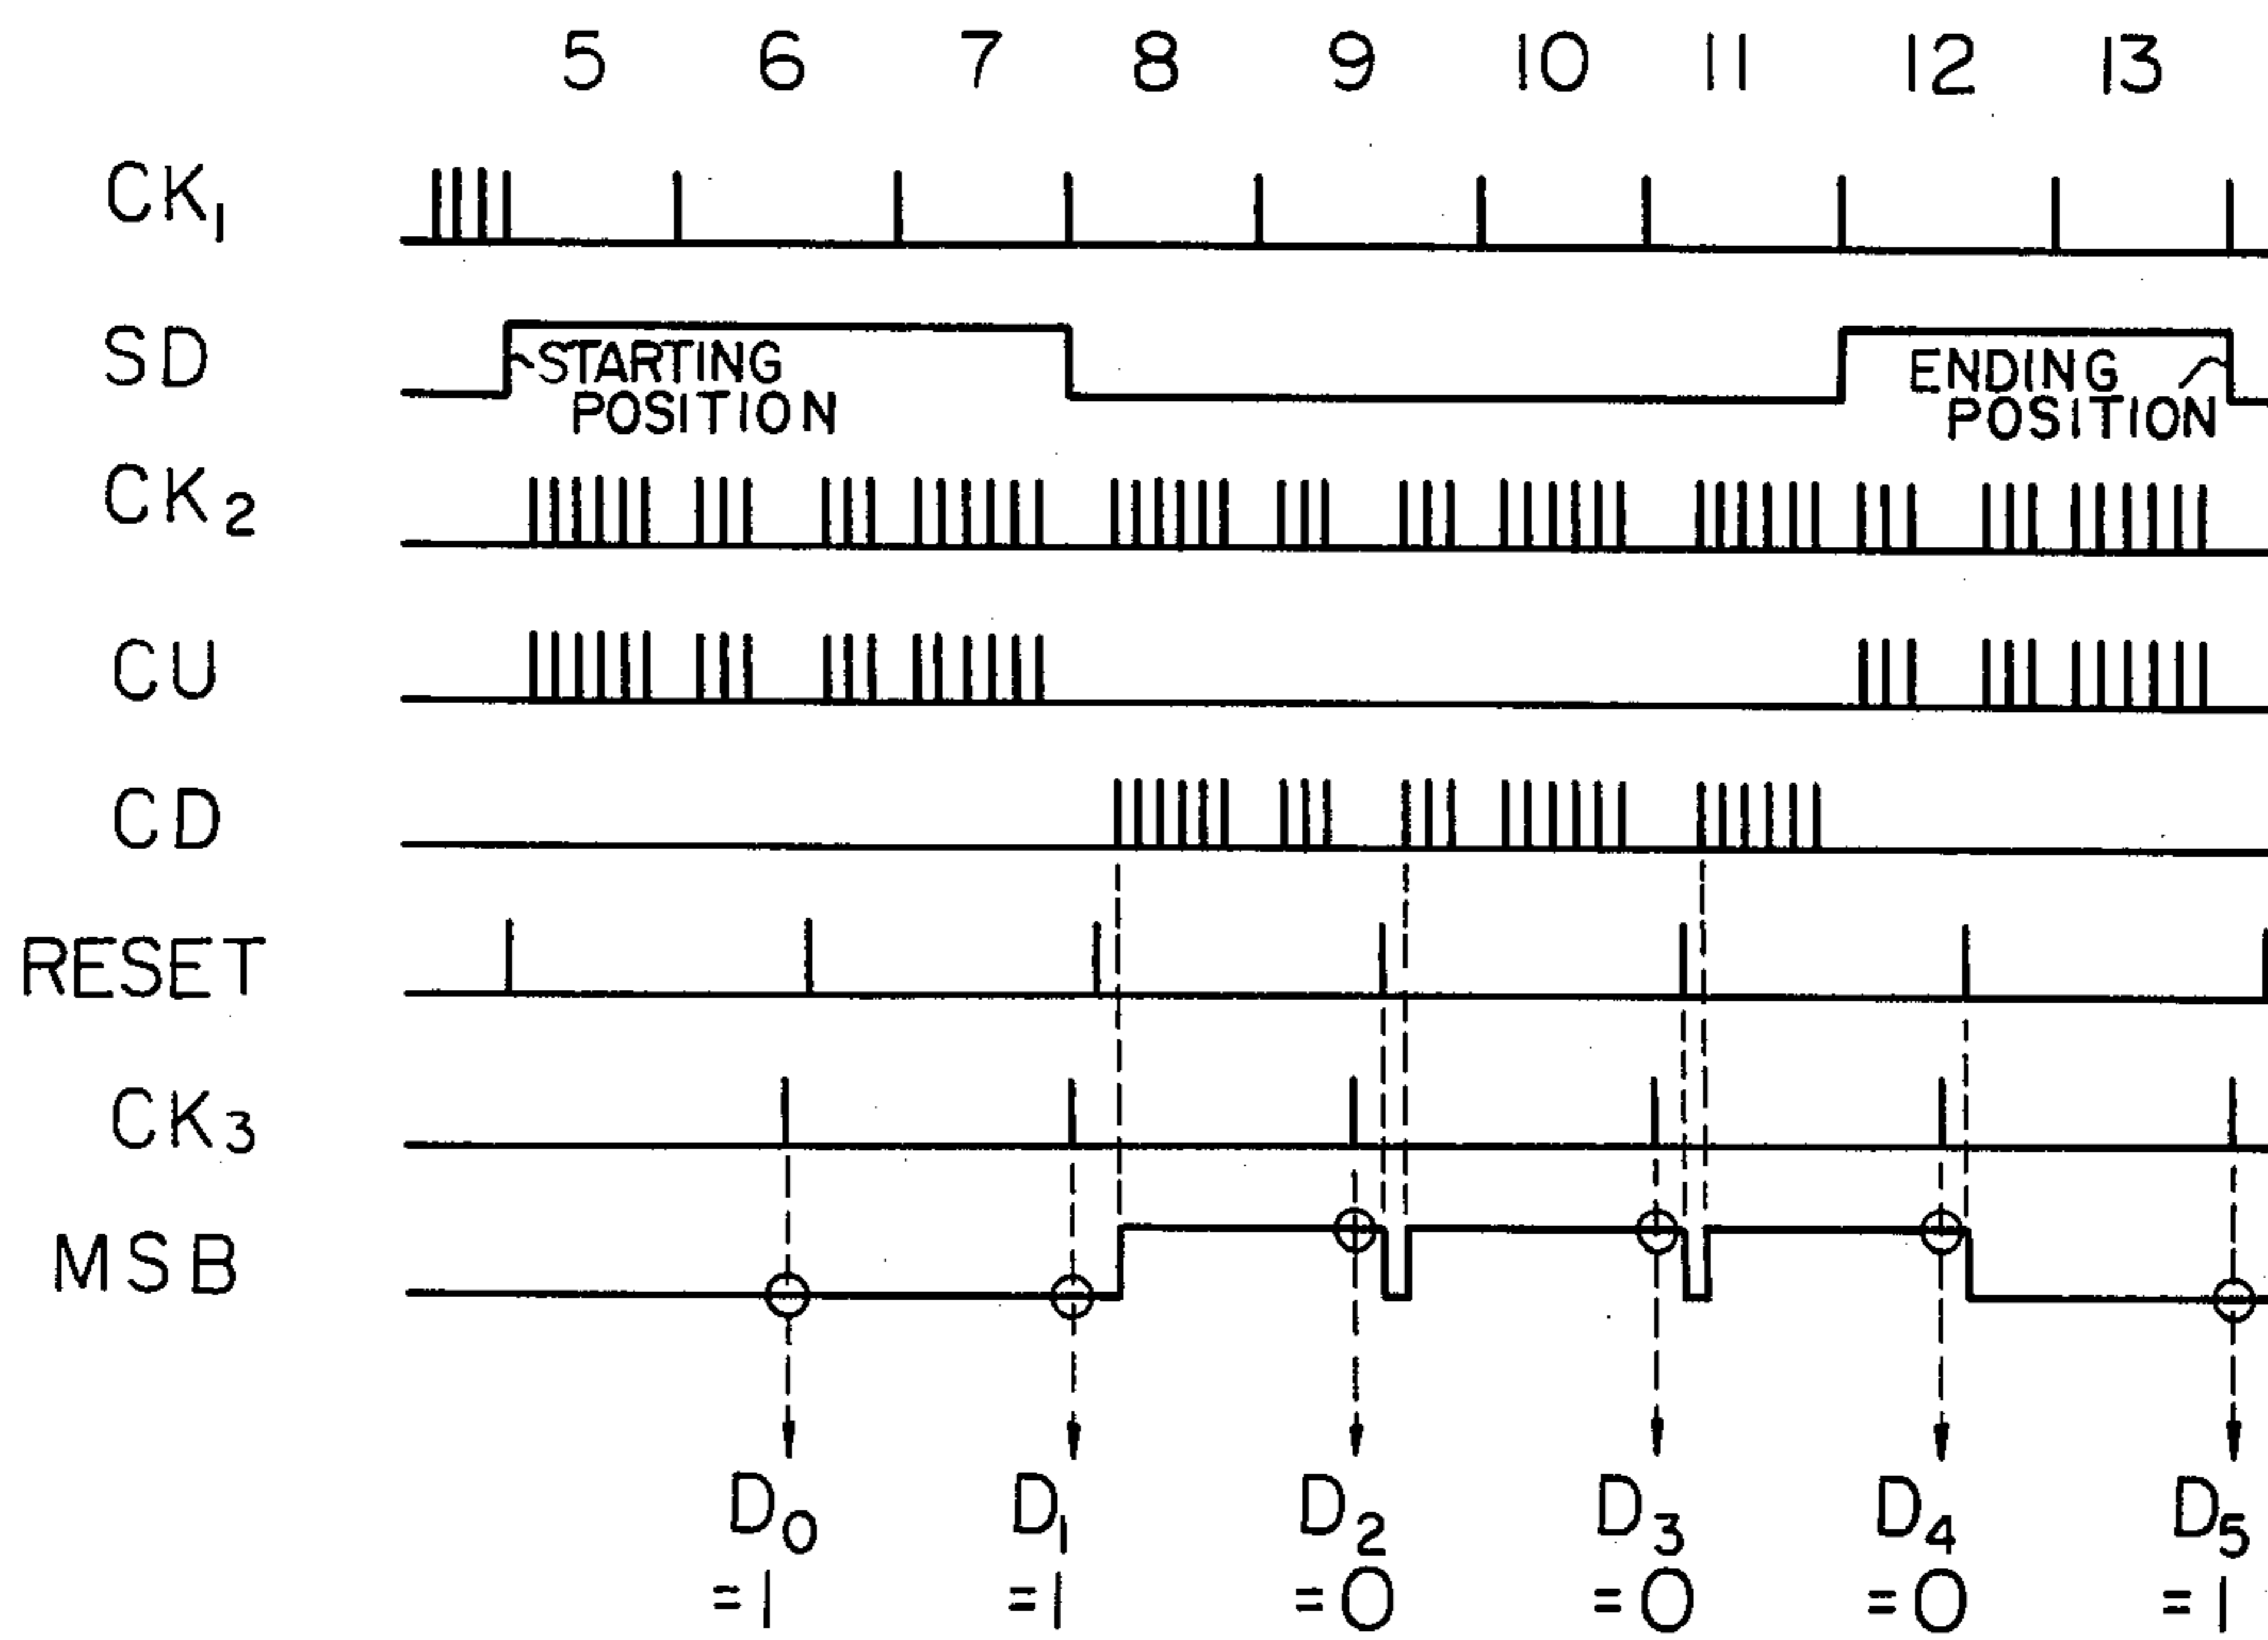 5 6 7 8 9 10 11 12 13
CK₁
SD
STARTING
POSITION
ENDING
POSITION
CK₂
CU
CD
RESET
CK₃
MSB
D₀ D₁ D₂ D₃ D₄ D₅
=1 =1 =0 =0 =0 =1